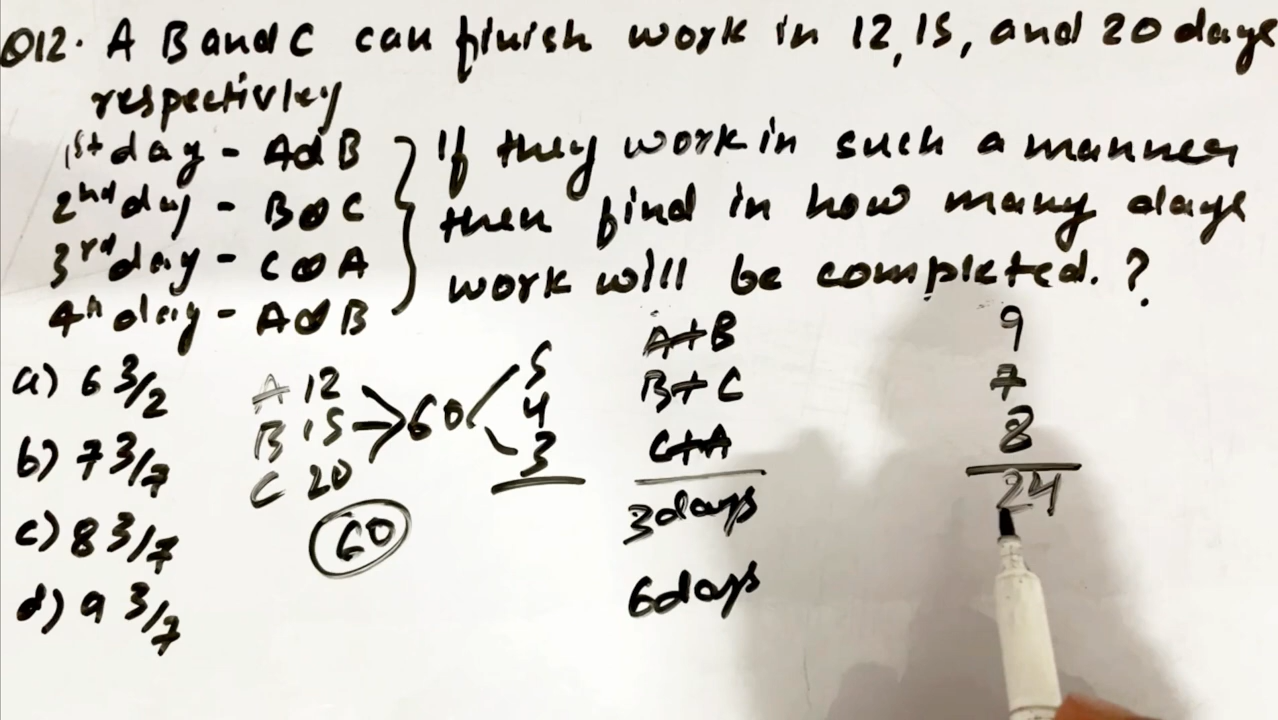 Q12. A B and C can finish work in 12, 15, and 20 days
respectivley
1st day - A & B
2nd day - B & C
3rd day - C & A
4th day - A & B
If they work in such a manner
then find in how many days
work will be completed. ?
a) 6 3/2
b) 7 3/7
c) 8 3/7
d) 9 3/7
A 12
B 15
C 20
60
60
5
4
3
A+B 9
B+C 7
C+A 8
3days 24
6days